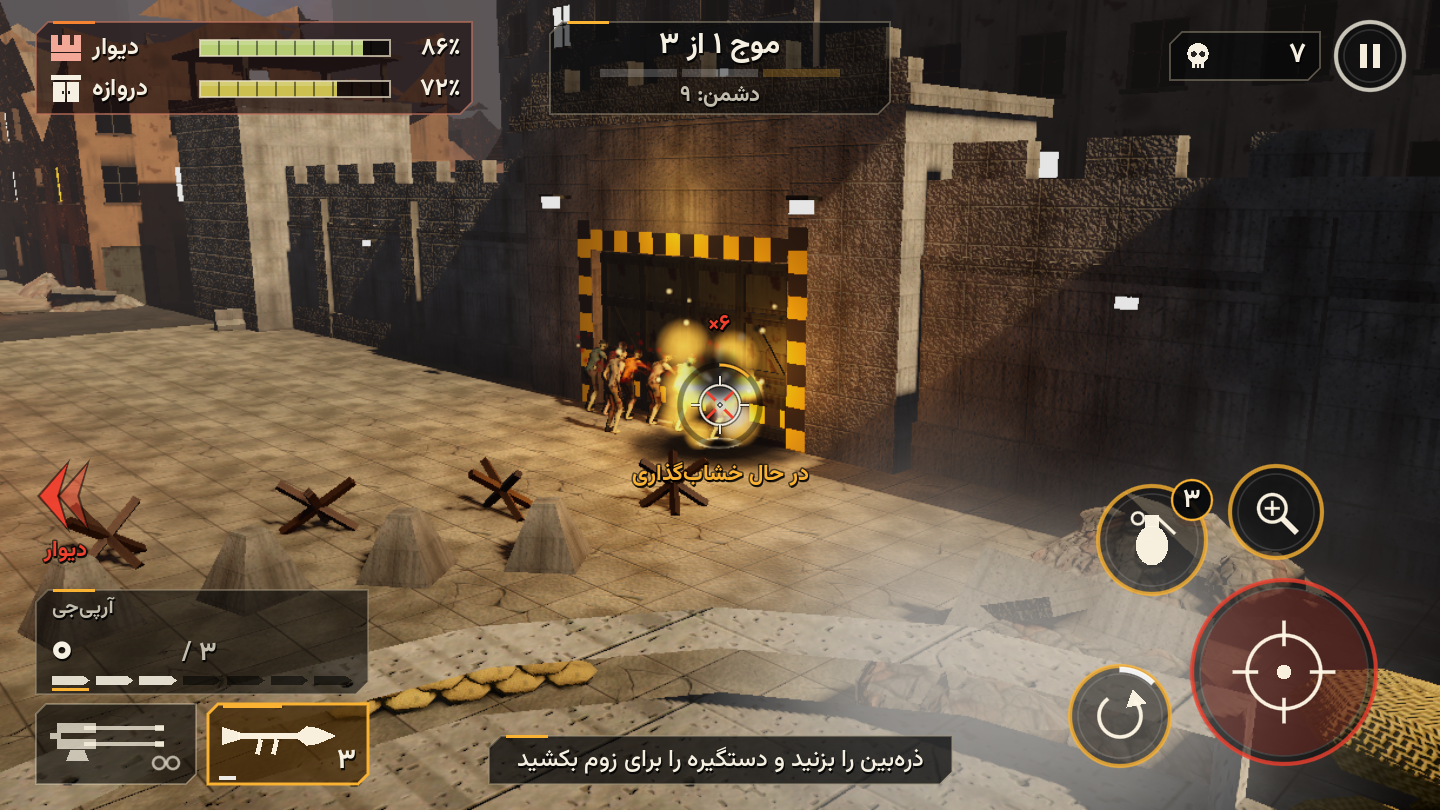 دیوار ۸۶٪
دروازه ۷۲٪
موج ۱ از ۳
دشمن: ۹
۷
×۶
در حال خشاب‌گذاری
دیوار
آرپی‌جی
۰ / ۳
∞
۳
۳
ذره‌بین را بزنید و دستگیره را برای زوم بکشید